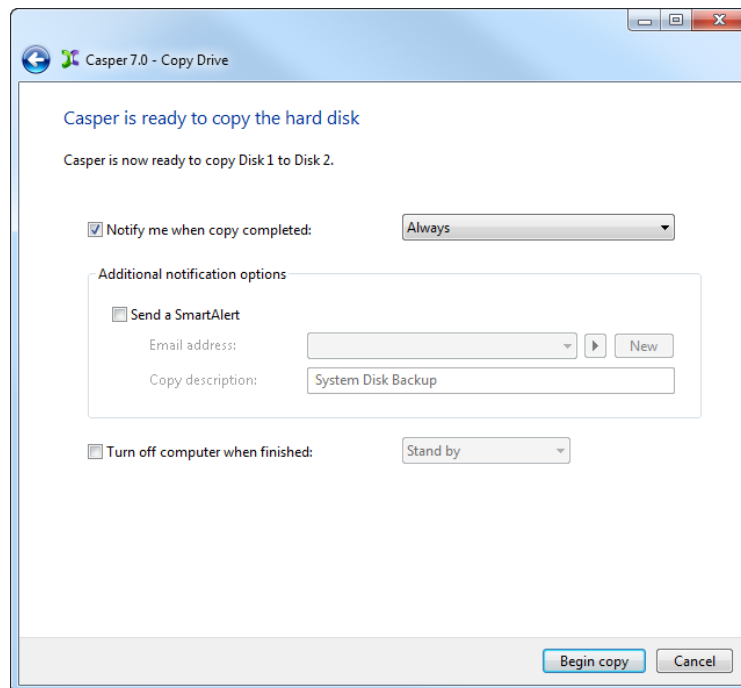 Casper 7.0 - Copy Drive
Casper is ready to copy the hard disk
Casper is now ready to copy Disk 1 to Disk 2.
Notify me when copy completed: Always
Additional notification options
Send a SmartAlert
Email address: New
Copy description: System Disk Backup
Turn off computer when finished: Stand by
Begin copy Cancel